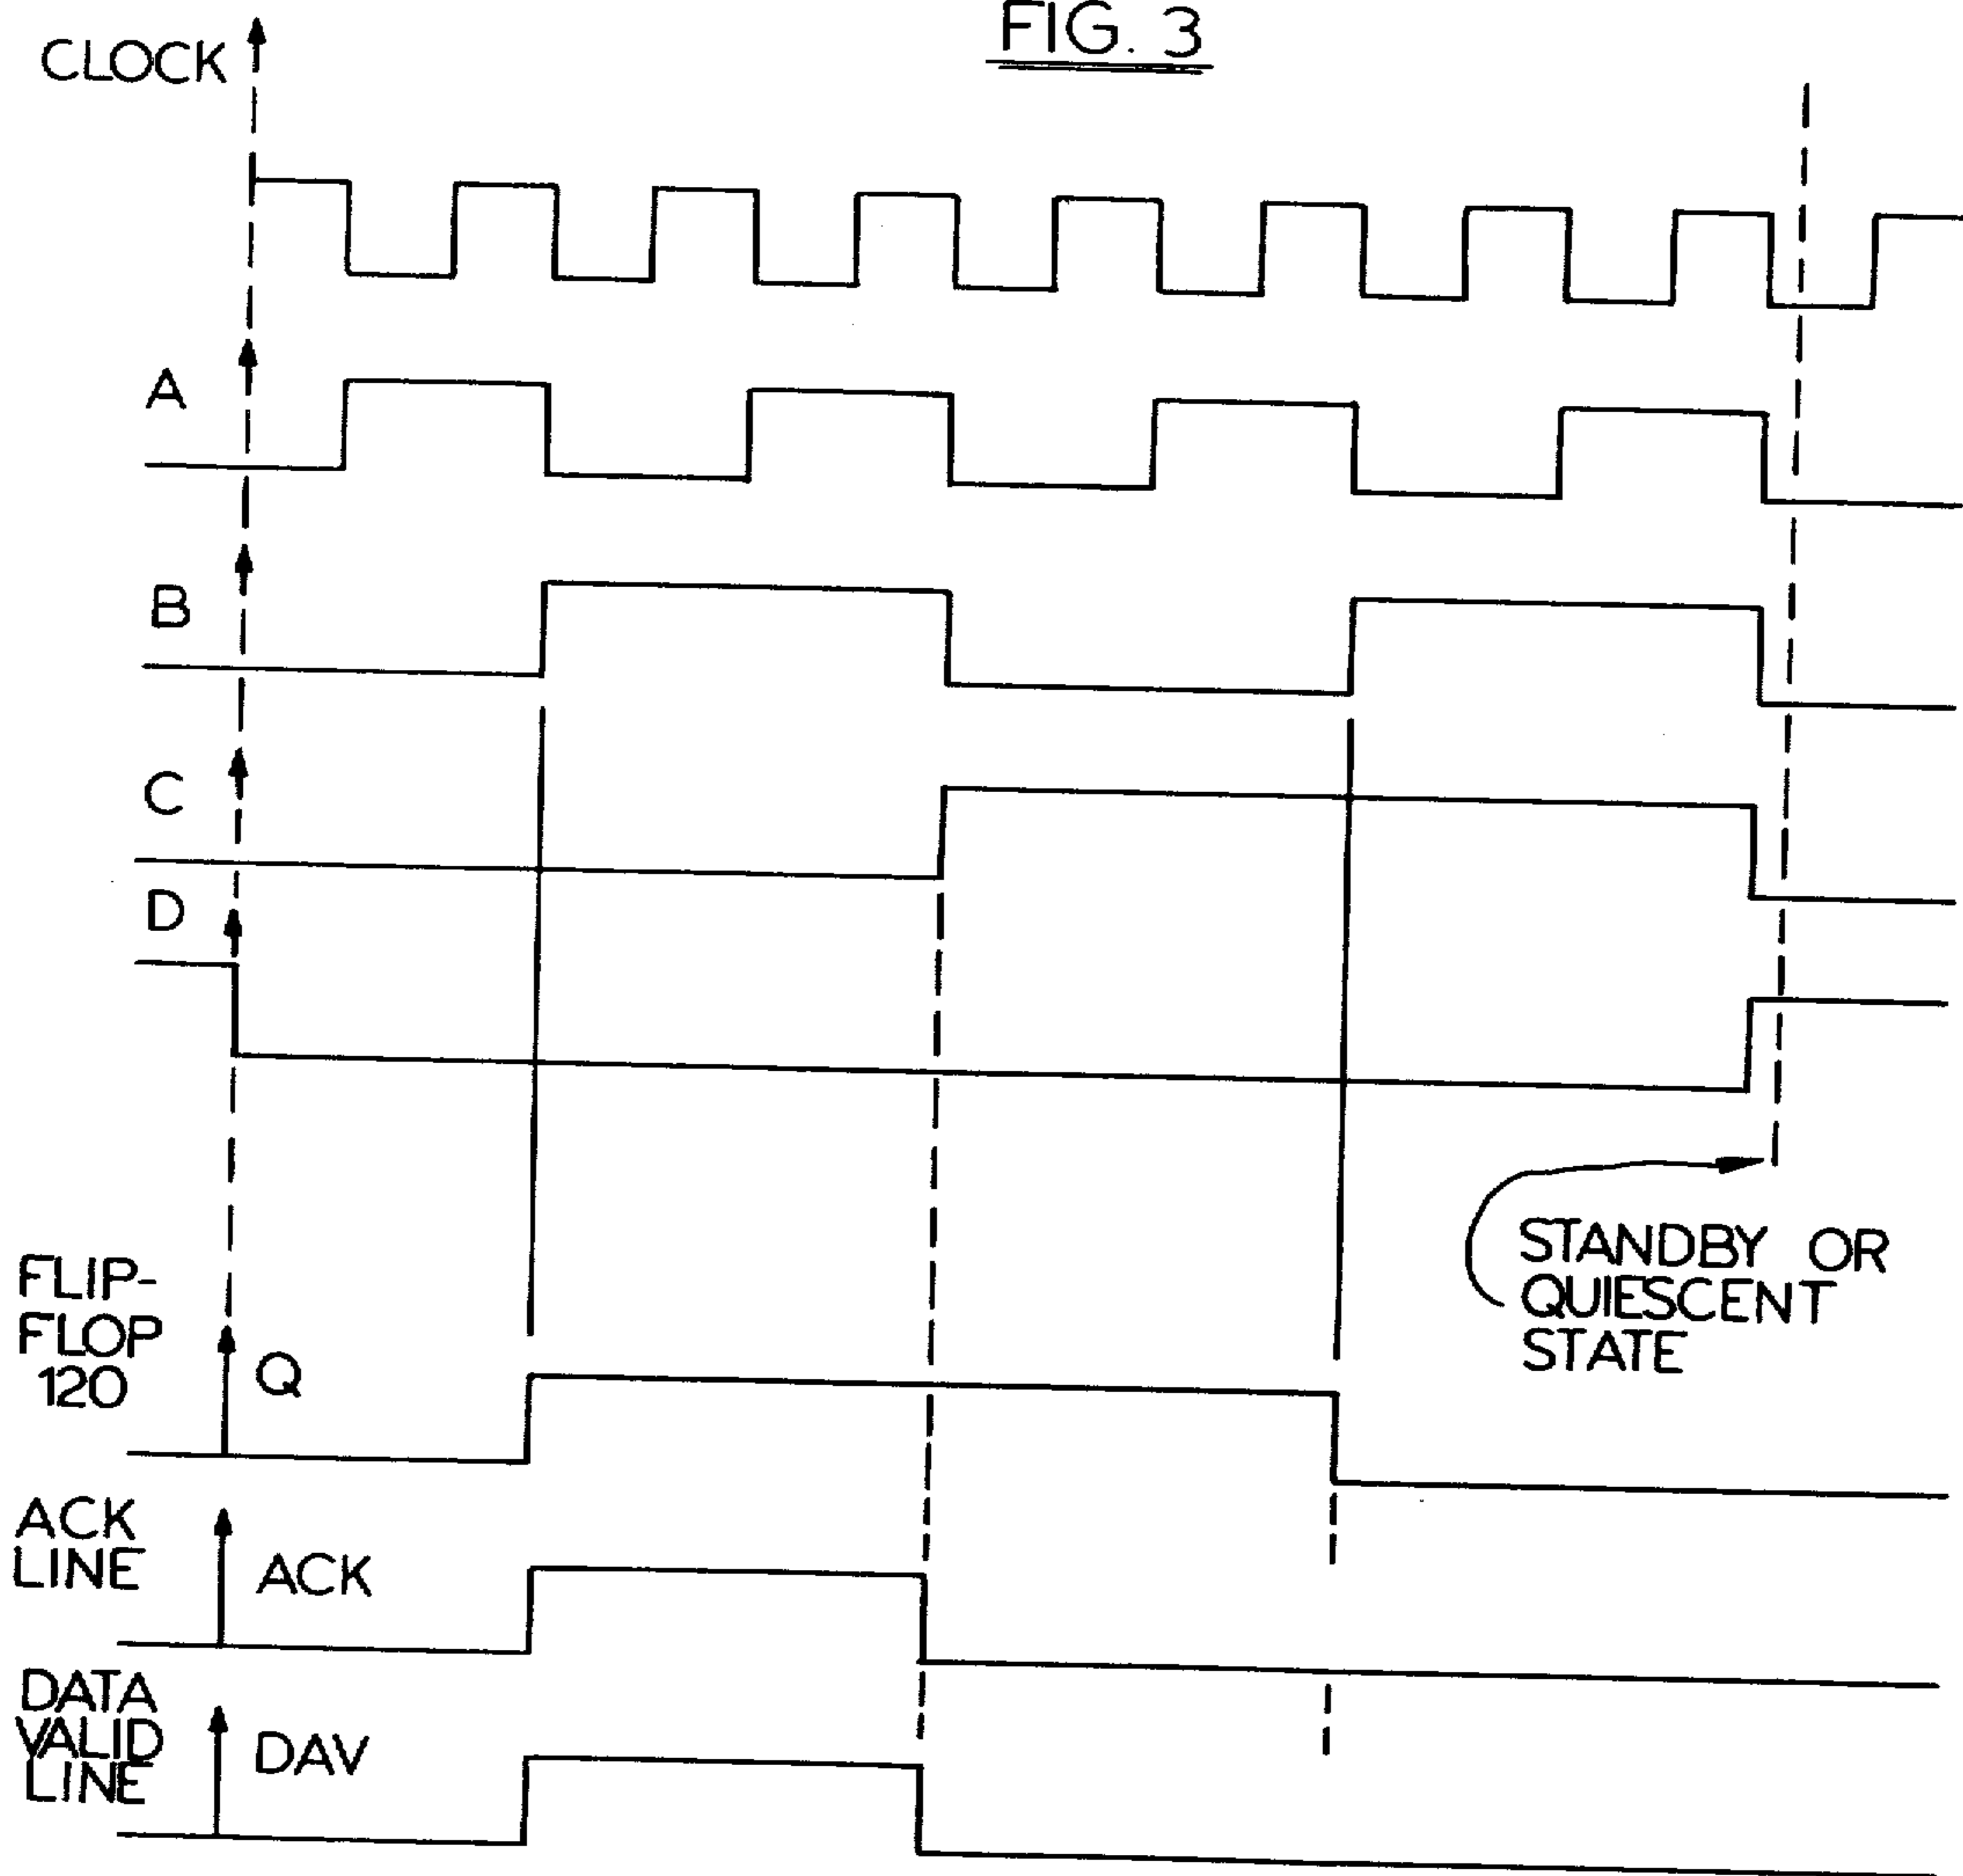 FIG. 3
CLOCK
A
B
C
D
STANDBY OR
QUIESCENT
STATE
FLIP-
FLOP
120
Q
ACK
LINE
ACK
DATA
VALID
LINE
DAV